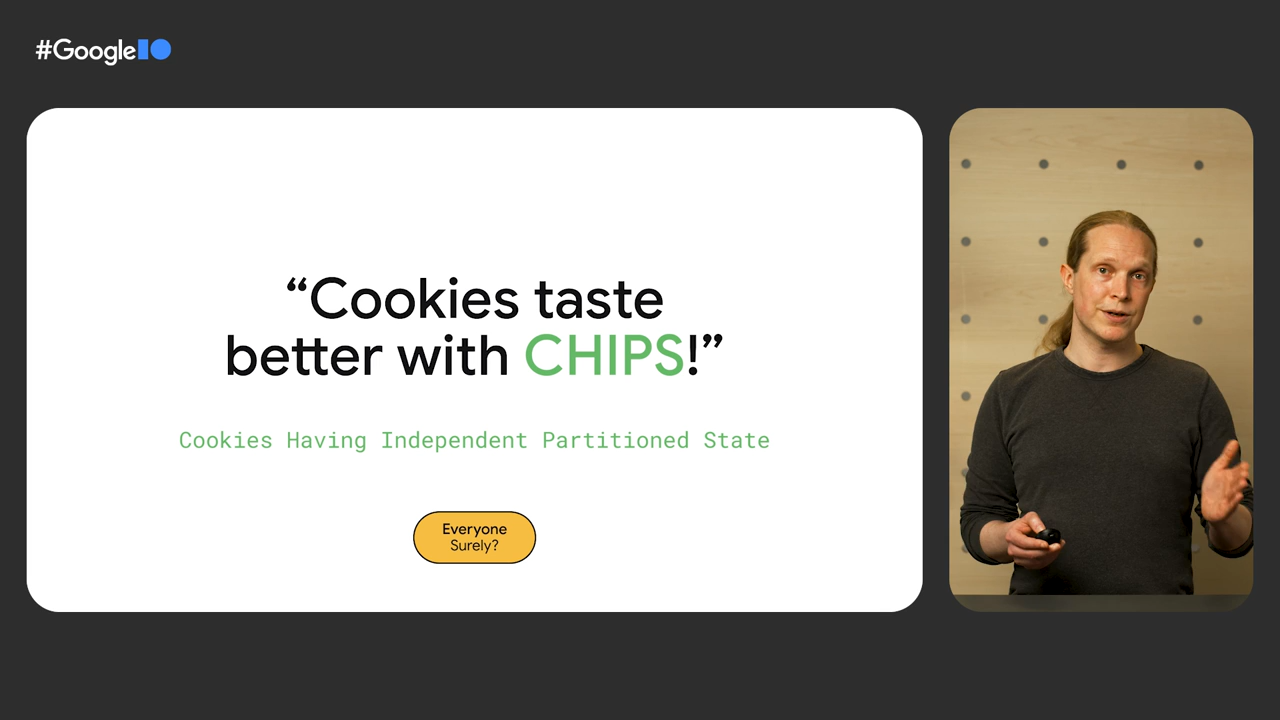 #GoogleIO
“Cookies taste
better with CHIPS!”
Cookies Having Independent Partitioned State
Everyone
Surely?